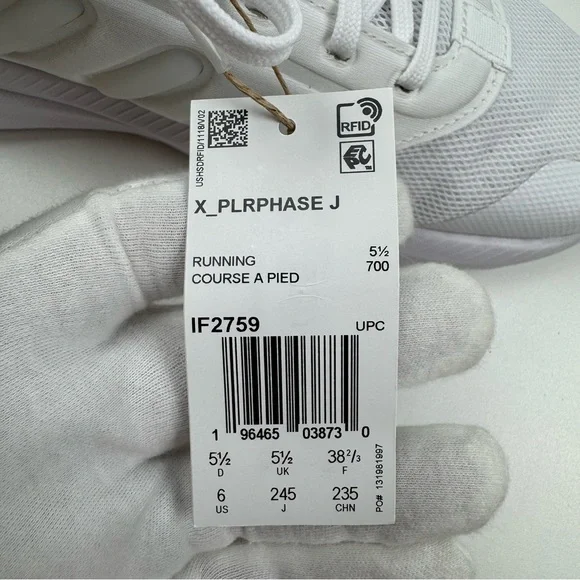 USHSDRFID/1118/V02
RFID
X_PLRPHASE J
RUNNING 5½
COURSE A PIED 700
IF2759 UPC
1 96465 03873 0
5½ 5½ 38⅔
D UK F
6 245 235
US J CHN
PO# 131981997